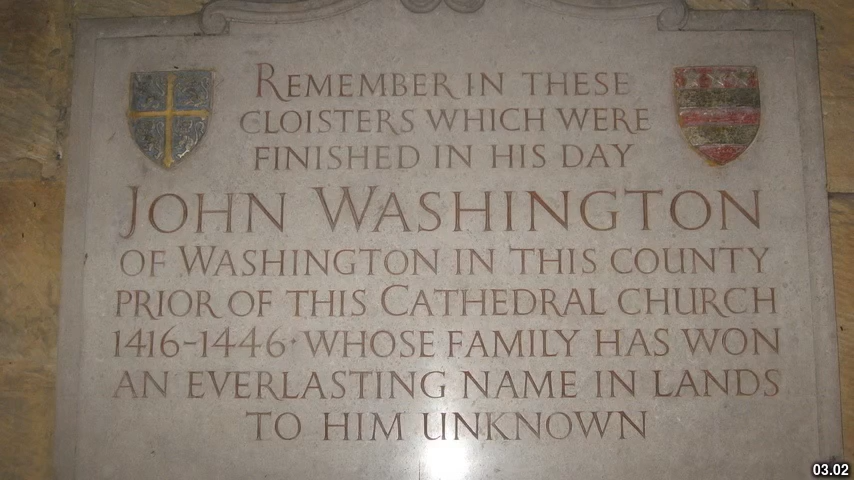 REMEMBER IN THESE
CLOISTERS WHICH WERE
FINISHED IN HIS DAY
JOHN WASHINGTON
OF WASHINGTON IN THIS COUNTY
PRIOR OF THIS CATHEDRAL CHURCH
1416-1446· WHOSE FAMILY HAS WON
AN EVERLASTING NAME IN LANDS
TO HIM UNKNOWN
03.02